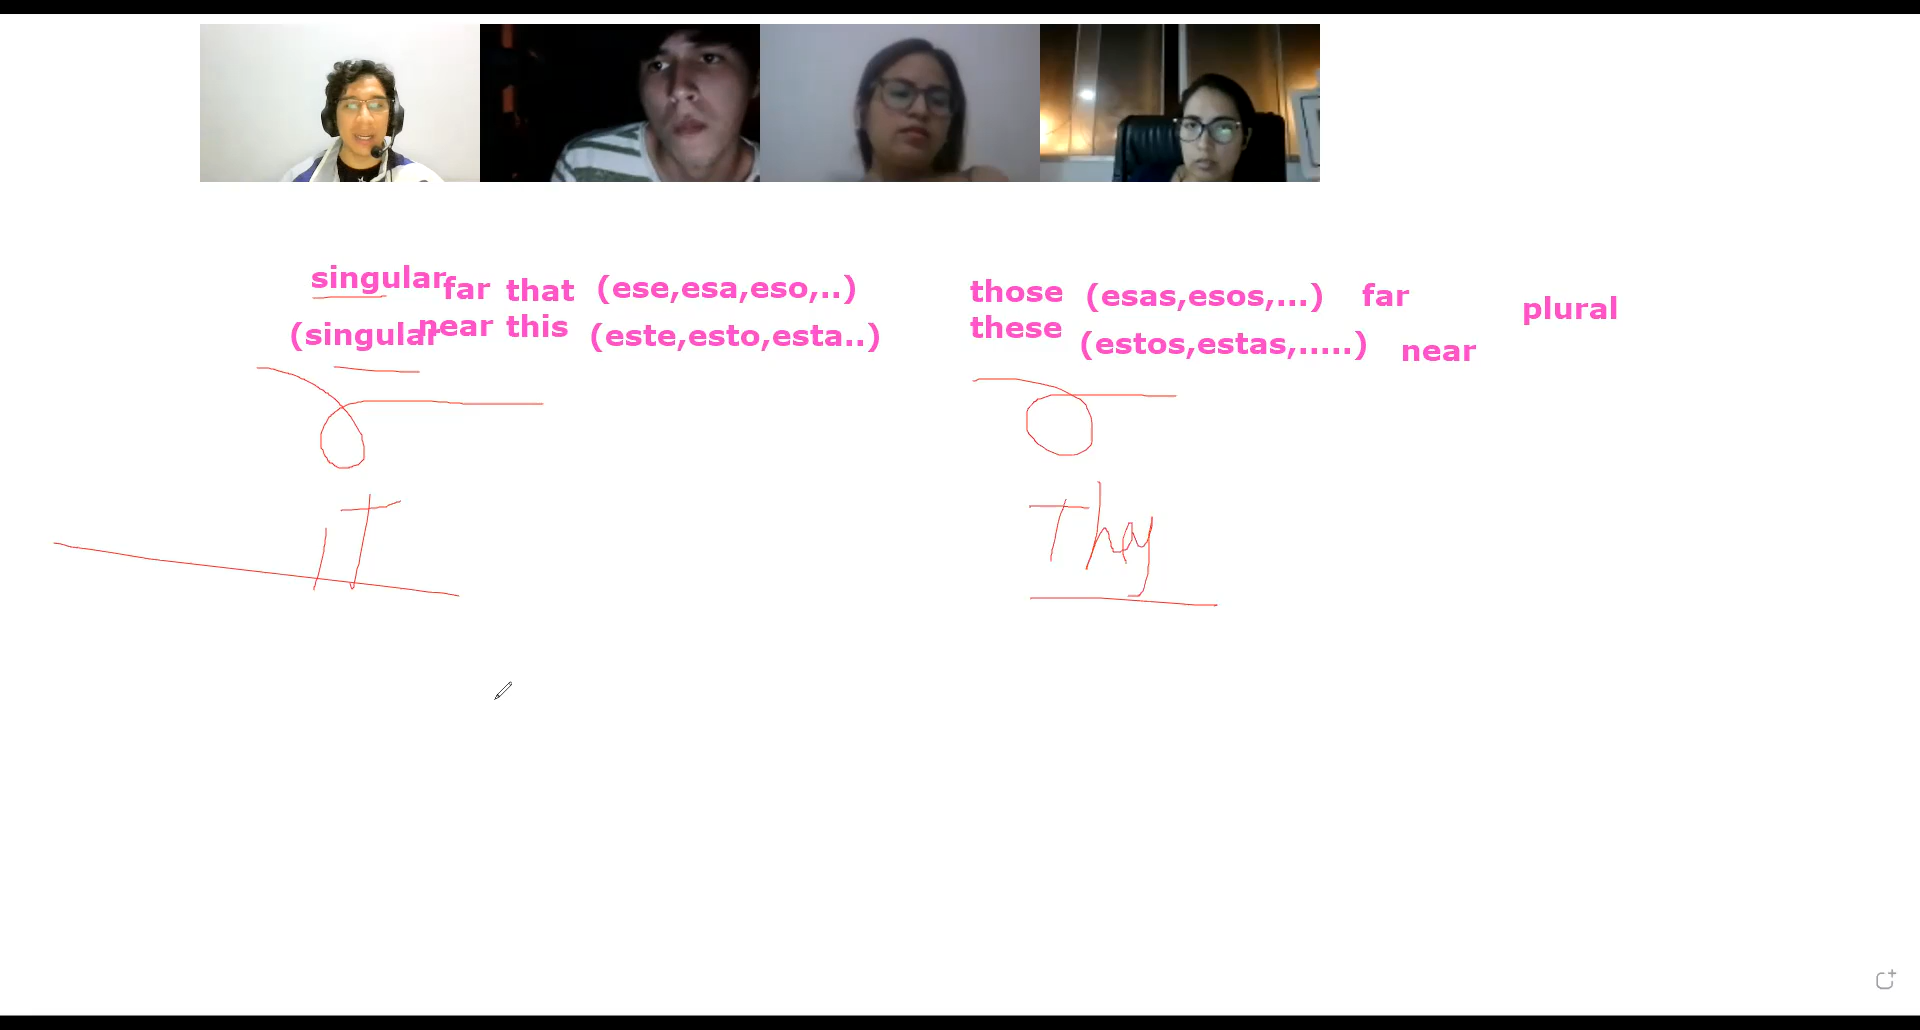 singular far that (ese,esa,eso,..)
(singular near this (este,esto,esta..)
those (esas,esos,...) far
these (estos,estas,.....) near
plural
IT
They